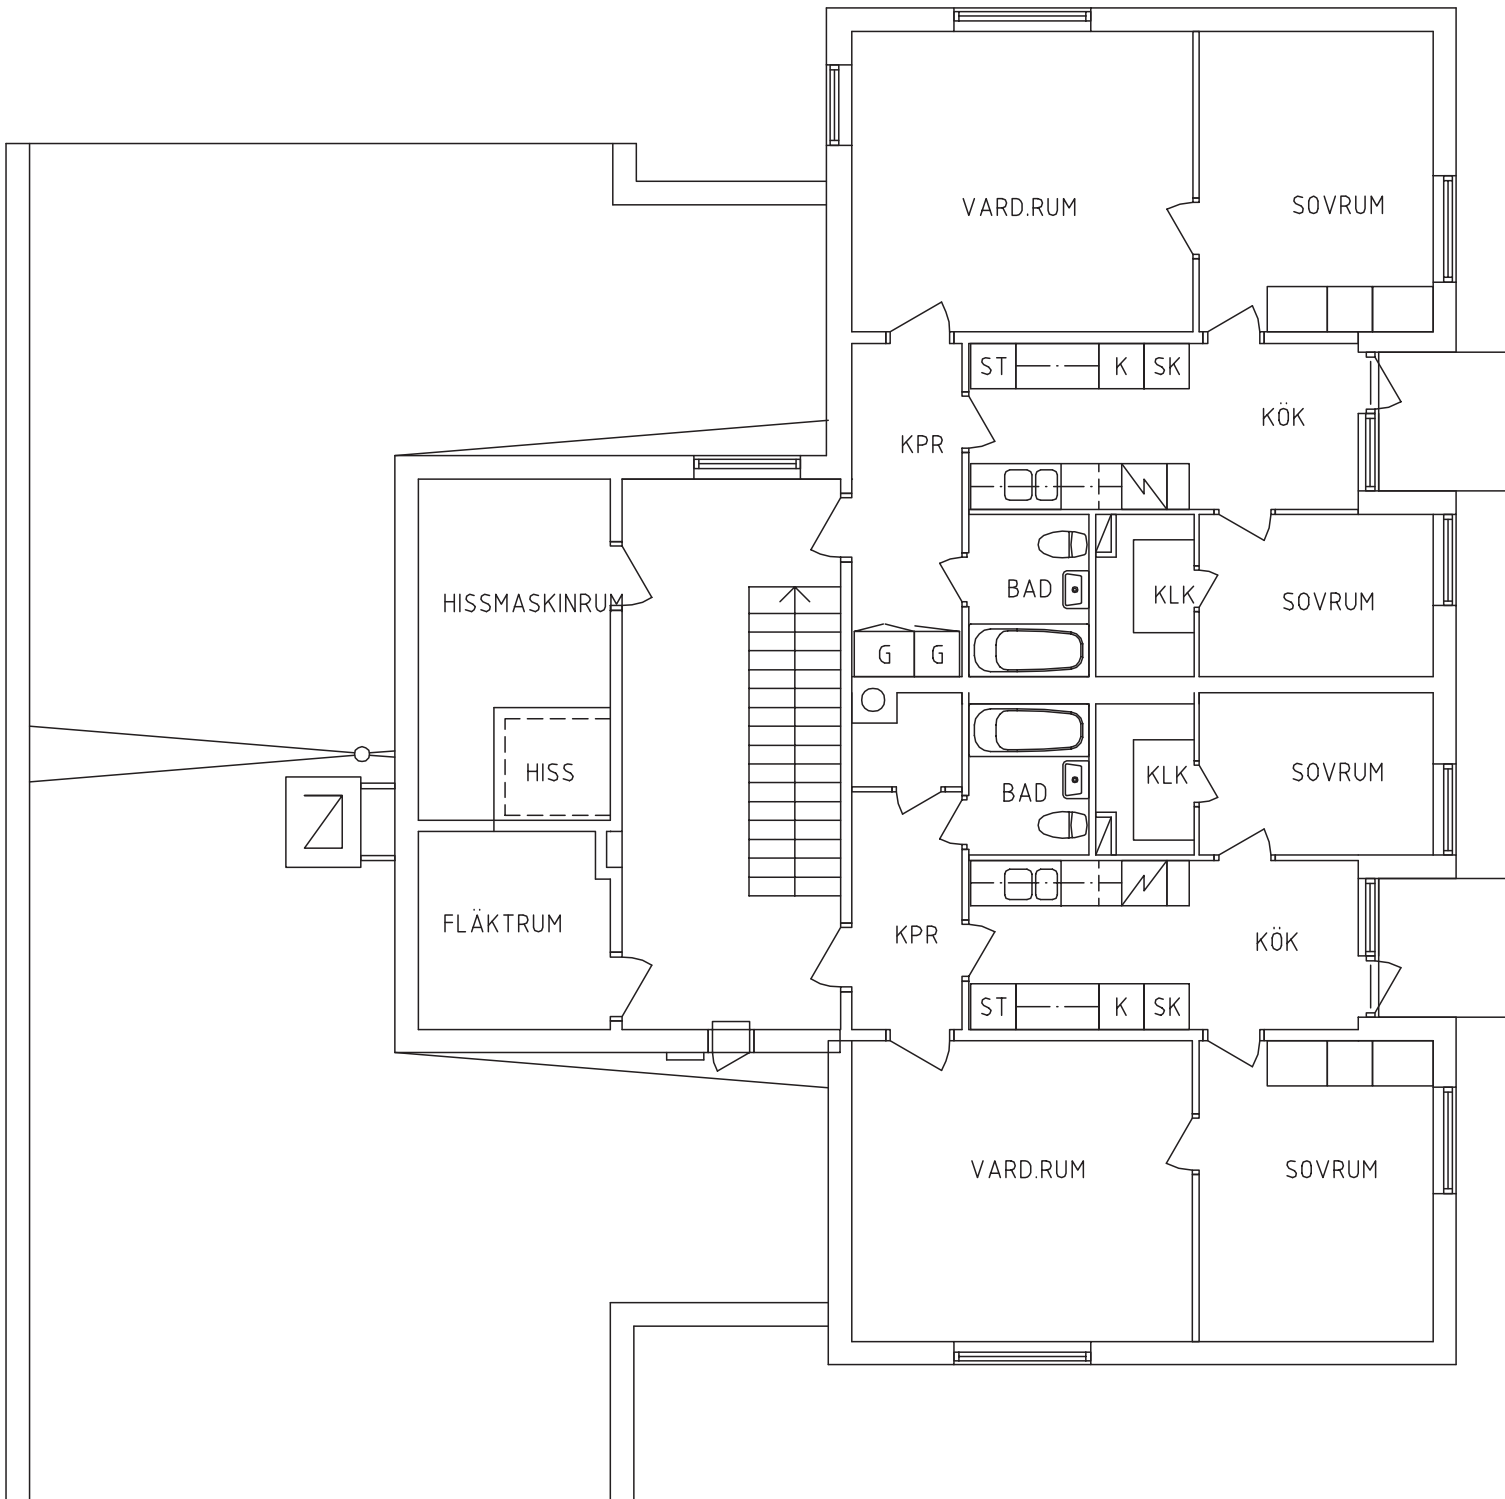 VARD.RUM
SOVRUM
ST
K
SK
KÖK
KPR
HISSMASKINRUM
BAD
KLK
SOVRUM
G
G
HISS
BAD
KLK
SOVRUM
FLÄKTRUM
KPR
KÖK
ST
K
SK
VARD.RUM
SOVRUM